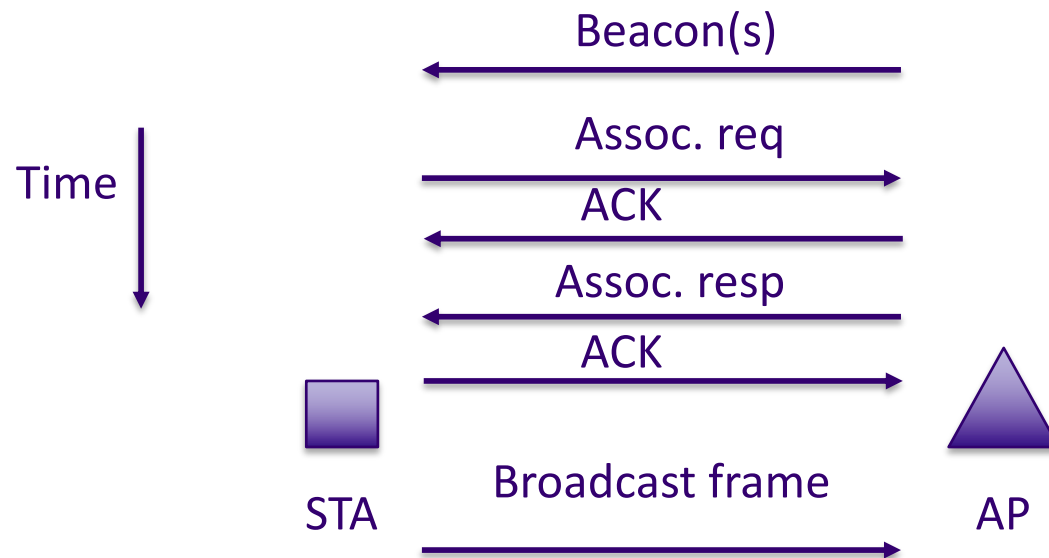 Beacon(s)
Assoc. req
Time
ACK
Assoc. resp
ACK
Broadcast frame
STA
AP